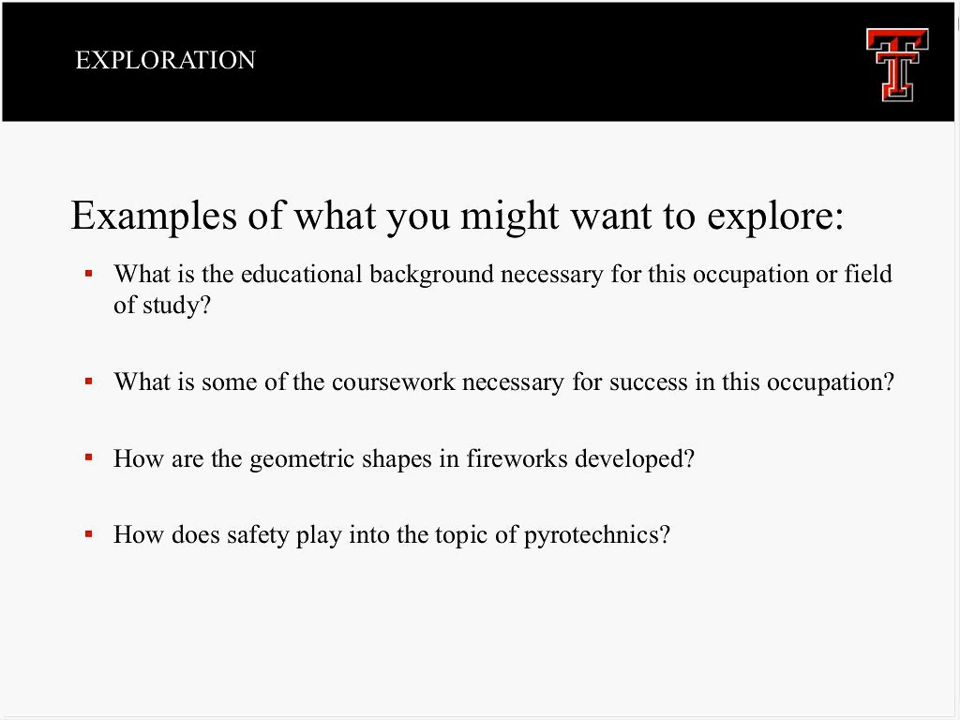 EXPLORATION
Examples of what you might want to explore:
▪ What is the educational background necessary for this occupation or field
of study?
▪ What is some of the coursework necessary for success in this occupation?
▪ How are the geometric shapes in fireworks developed?
▪ How does safety play into the topic of pyrotechnics?